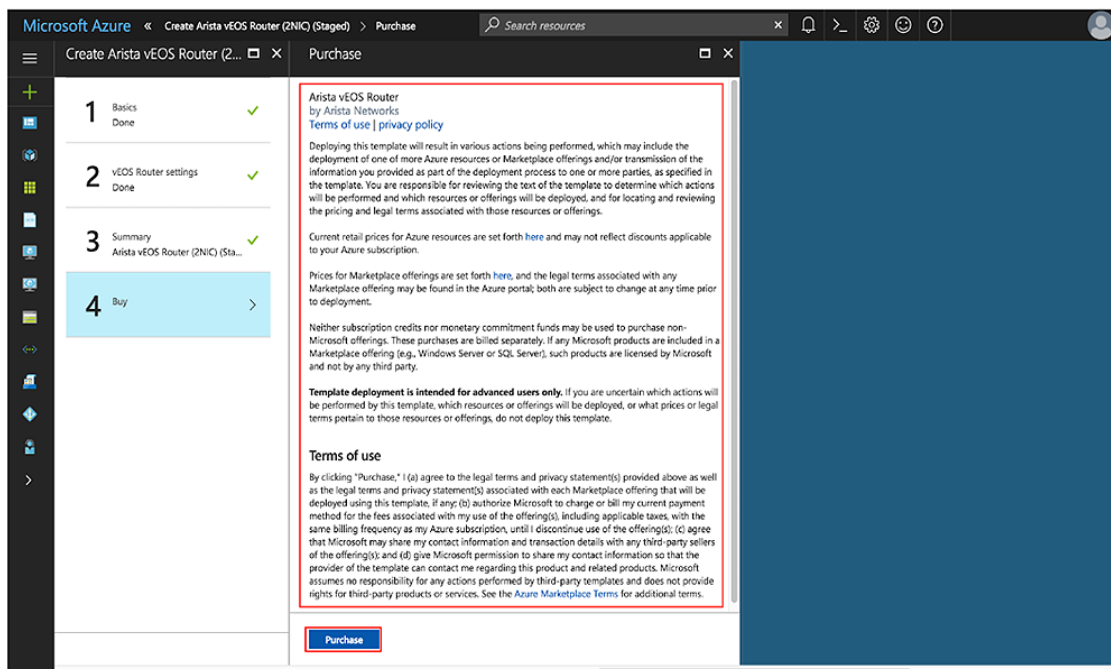 Microsoft Azure « Create Arista vEOS Router (2NIC) (Staged) > Purchase
Search resources
Create Arista vEOS Router (2...
1 Basics
Done
2 vEOS Router settings
Done
3 Summary
Arista vEOS Router (2NIC) (Sta...
4 Buy
Purchase
Arista vEOS Router
by Arista Networks
Terms of use | privacy policy
Deploying this template will result in various actions being performed, which may include the
deployment of one of more Azure resources or Marketplace offerings and/or transmission of the
information you provided as part of the deployment process to one or more parties, as specified in
the template. You are responsible for reviewing the text of the template to determine which actions
will be performed and which resources or offerings will be deployed, and for locating and reviewing
the pricing and legal terms associated with those resources or offerings.
Current retail prices for Azure resources are set forth here and may not reflect discounts applicable
to your Azure subscription.
Prices for Marketplace offerings are set forth here, and the legal terms associated with any
Marketplace offering may be found in the Azure portal; both are subject to change at any time prior
to deployment.
Neither subscription credits nor monetary commitment funds may be used to purchase non-
Microsoft offerings. These purchases are billed separately. If any Microsoft products are included in a
Marketplace offering (e.g., Windows Server or SQL Server), such products are licensed by Microsoft
and not by any third party.
Template deployment is intended for advanced users only. If you are uncertain which actions will
be performed by this template, which resources or offerings will be deployed, or what prices or legal
terms pertain to those resources or offerings, do not deploy this template.
Terms of use
By clicking "Purchase," I (a) agree to the legal terms and privacy statement(s) provided above as well
as the legal terms and privacy statement(s) associated with each Marketplace offering that will be
deployed using this template, if any; (b) authorize Microsoft to charge or bill my current payment
method for the fees associated with my use of the offering(s), including applicable taxes, with the
same billing frequency as my Azure subscription, until I discontinue use of the offering(s); (c) agree
that Microsoft may share my contact information and transaction details with any third-party sellers
of the offering(s); and (d) give Microsoft permission to share my contact information so that the
provider of the template can contact me regarding this product and related products. Microsoft
assumes no responsibility for any actions performed by third-party templates and does not provide
rights for third-party products or services. See the Azure Marketplace Terms for additional terms.
Purchase